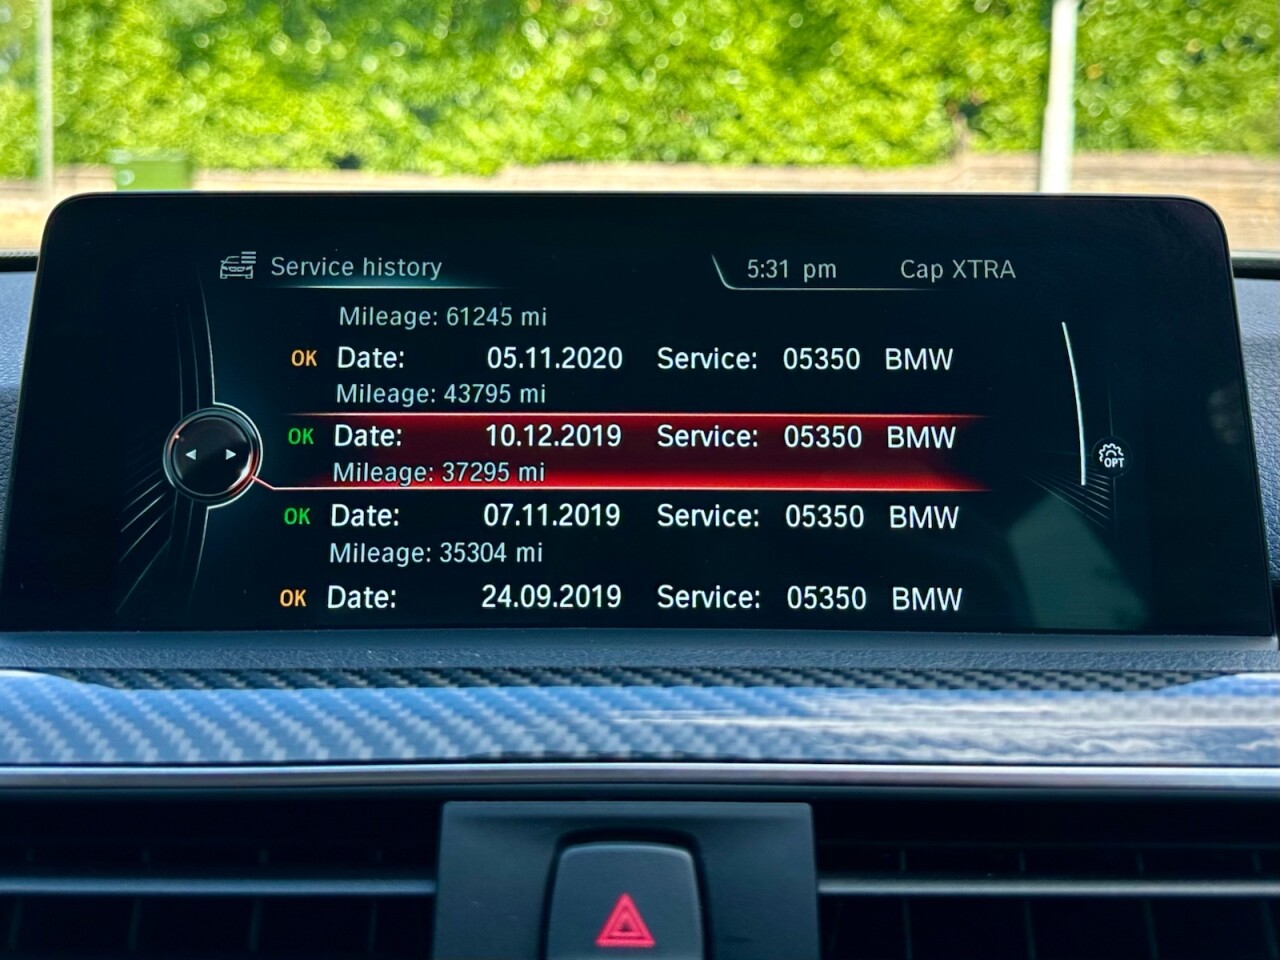 Service history 5:31 pm Cap XTRA
Mileage: 61245 mi
OK Date: 05.11.2020 Service: 05350 BMW
Mileage: 43795 mi
OK Date: 10.12.2019 Service: 05350 BMW
Mileage: 37295 mi
OPT
OK Date: 07.11.2019 Service: 05350 BMW
Mileage: 35304 mi
OK Date: 24.09.2019 Service: 05350 BMW